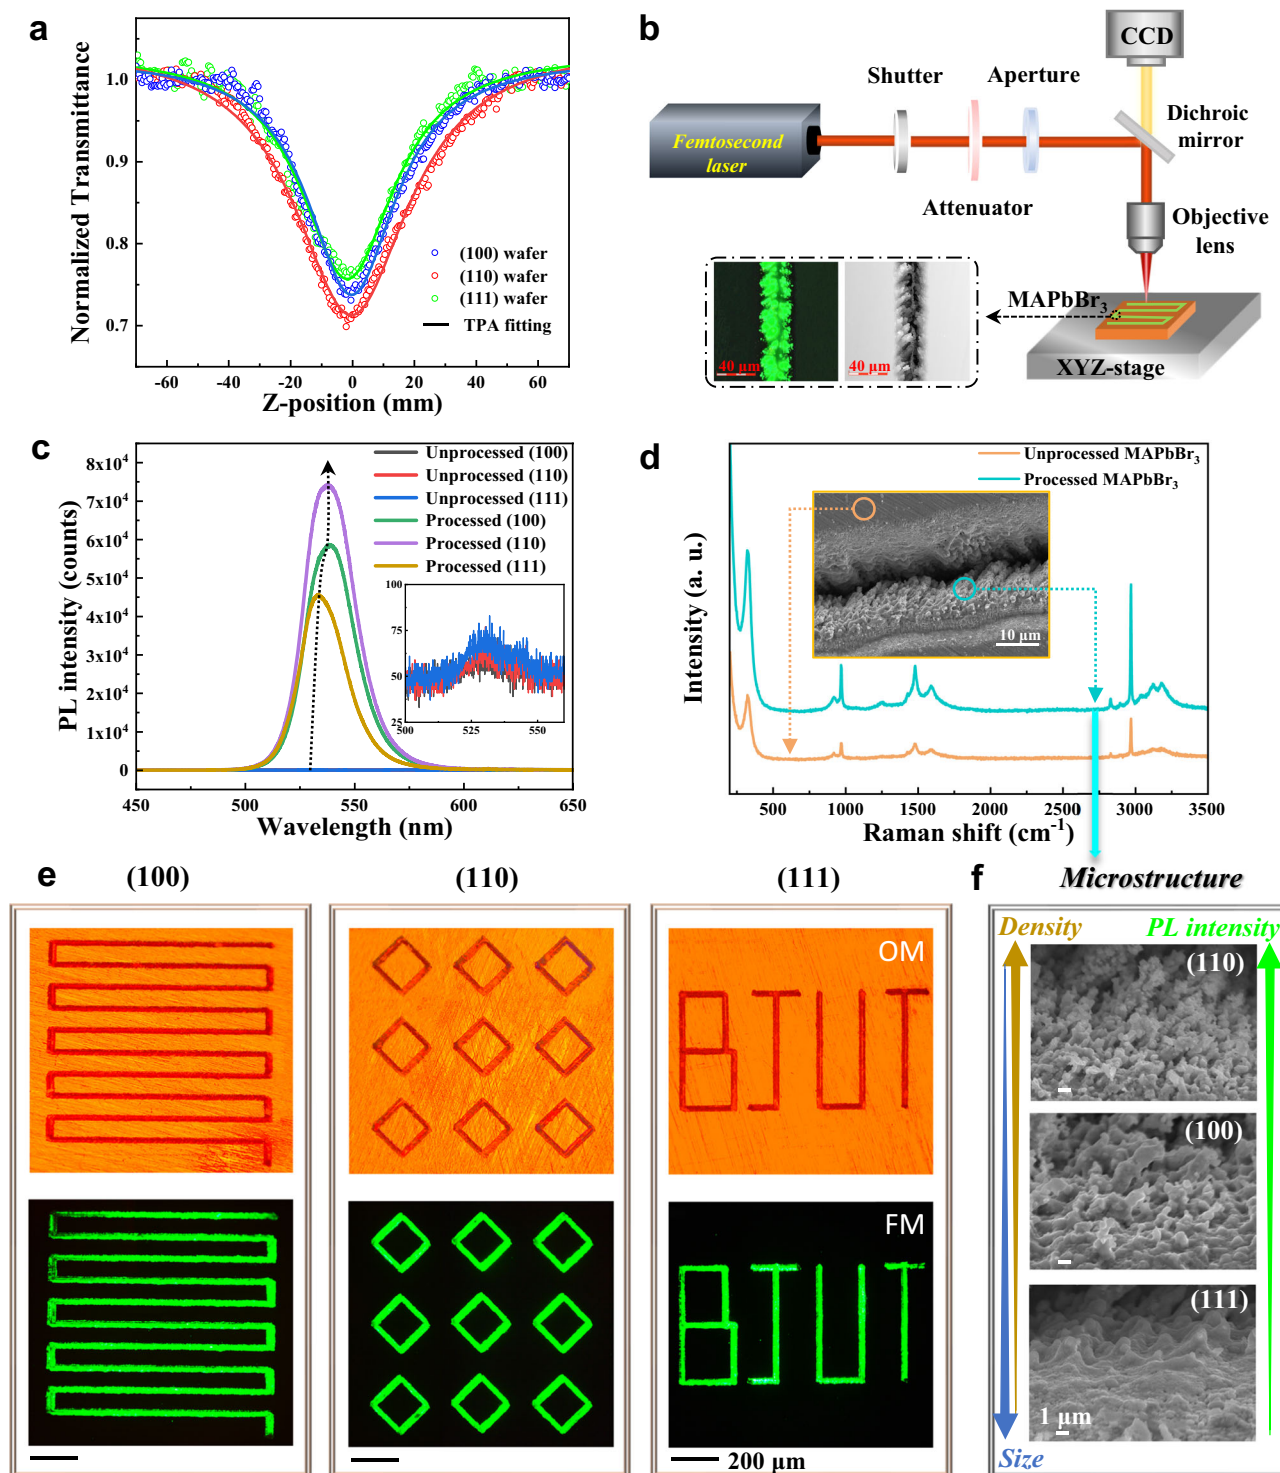 a
Normalized Transmittance
1.0
0.9
0.8
0.7
-60
-40
-20
0
20
40
60
Z-position (mm)
(100) wafer
(110) wafer
(111) wafer
TPA fitting
b
CCD
Shutter
Aperture
Dichroic
mirror
Femtosecond
laser
Attenuator
Objective
lens
MAPbBr3
40 μm
40 μm
XYZ-stage
c
PL intensity (counts)
8x10^4
7x10^4
6x10^4
5x10^4
4x10^4
3x10^4
2x10^4
1x10^4
0
450
500
550
600
650
Wavelength (nm)
Unprocessed (100)
Unprocessed (110)
Unprocessed (111)
Processed (100)
Processed (110)
Processed (111)
100
75
50
25
500
525
550
d
Unprocessed MAPbBr3
Processed MAPbBr3
Intensity (a. u.)
10 μm
500
1000
1500
2000
2500
3000
3500
Raman shift (cm-1)
e
(100)
(110)
(111)
OM
BJUT
FM
BJUT
200 μm
f
Microstructure
Density
PL intensity
(110)
(100)
(111)
1 μm
Size